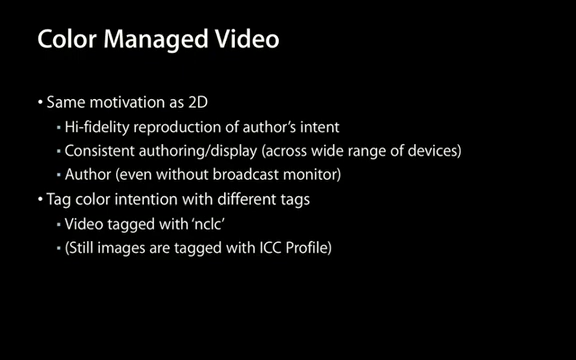 Color Managed Video
• Same motivation as 2D
▪ Hi-fidelity reproduction of author’s intent
▪ Consistent authoring/display (across wide range of devices)
▪ Author (even without broadcast monitor)
• Tag color intention with different tags
▪ Video tagged with ‘nclc’
▪ (Still images are tagged with ICC Profile)